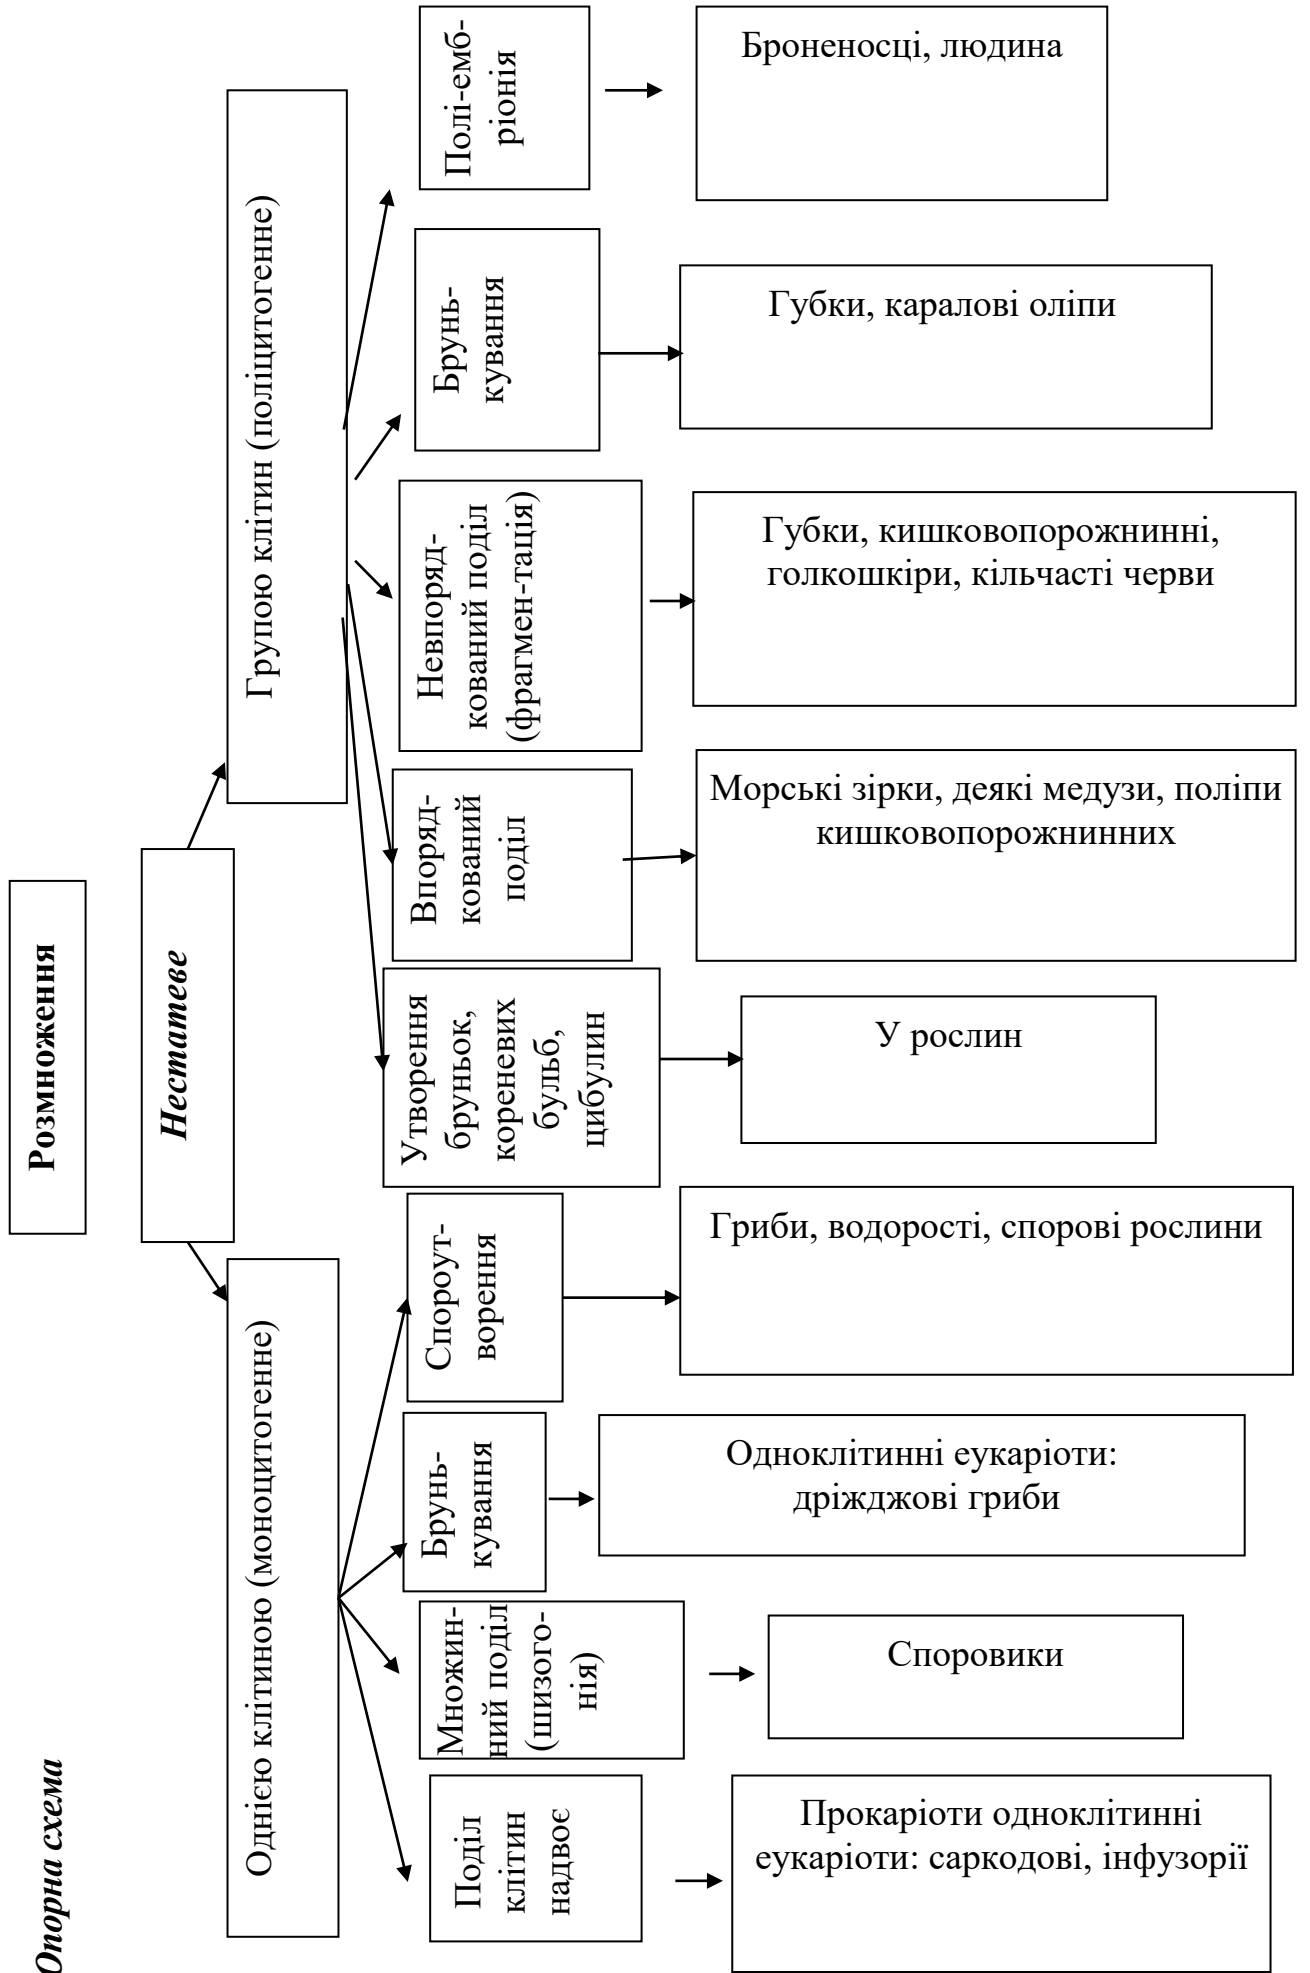 Опорна схема
Розмноження
Нестатеве
Однією клітиною (моноцитогенне)
Групою клітин (поліцитогенне)
Поділ
клітин
надвоє
Множин-
ний поділ
(шизого-
нія)
Брунь-
кування
Спороут-
ворення
Утворення
бруньок,
кореневих
бульб,
цибулин
Впоряд-
кований
поділ
Невпоряд-
кований поділ
(фрагмен-тація)
Брунь-
кування
Полі-емб-
ріонія
Броненосці, людина
Губки, каралові оліпи
Губки, кишковопорожнинні,
голкошкіри, кільчасті черви
Морські зірки, деякі медузи, поліпи
кишковопорожнинних
У рослин
Гриби, водорості, спорові рослини
Одноклітинні еукаріоти:
дріжджові гриби
Споровики
Прокаріоти одноклітинні
еукаріоти: саркодові, інфузорії